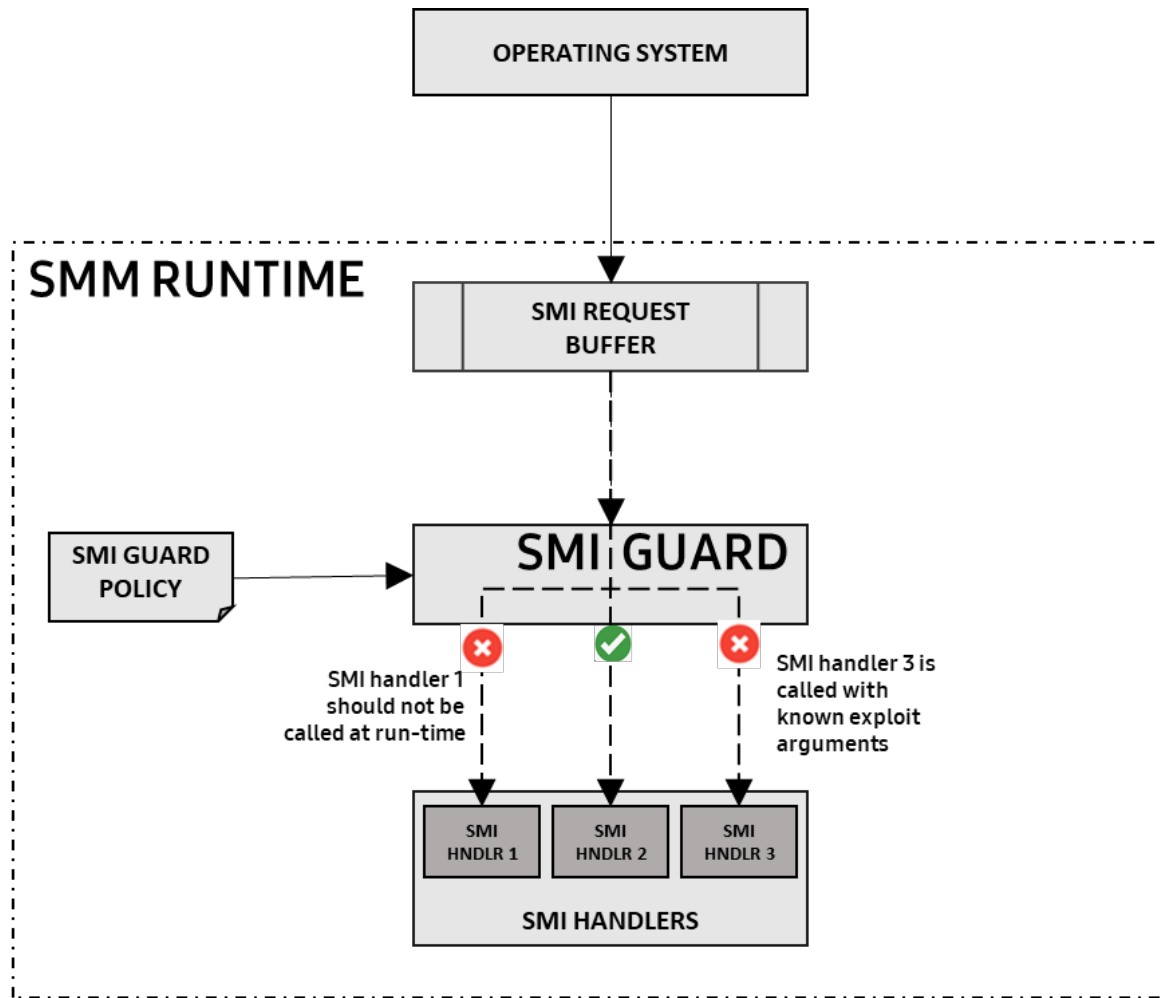 OPERATING SYSTEM
SMM RUNTIME
SMI REQUEST
BUFFER
SMI GUARD
POLICY
SMI GUARD
SMI handler 1
should not be
called at run-time
SMI handler 3 is
called with
known exploit
arguments
SMI
HNDLR 1
SMI
HNDLR 2
SMI
HNDLR 3
SMI HANDLERS